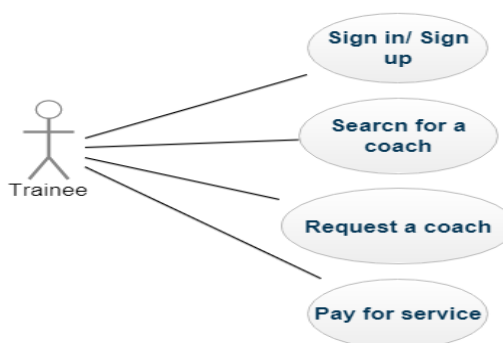 Sign in/ Sign
up
Searcn for a
coach
Trainee
Request a coach
Pay for service